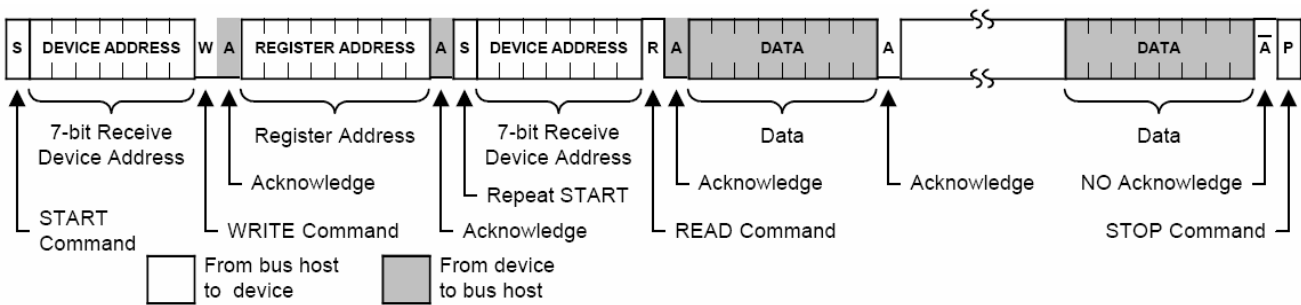 S DEVICE ADDRESS W A REGISTER ADDRESS A S DEVICE ADDRESS R A DATA A DATA A̅ P
7-bit Receive
Device Address
Register Address
7-bit Receive
Device Address
Data
Data
Acknowledge
Repeat START
Acknowledge
Acknowledge
NO Acknowledge
START
Command
WRITE Command
Acknowledge
READ Command
STOP Command
From bus host
to device
From device
to bus host